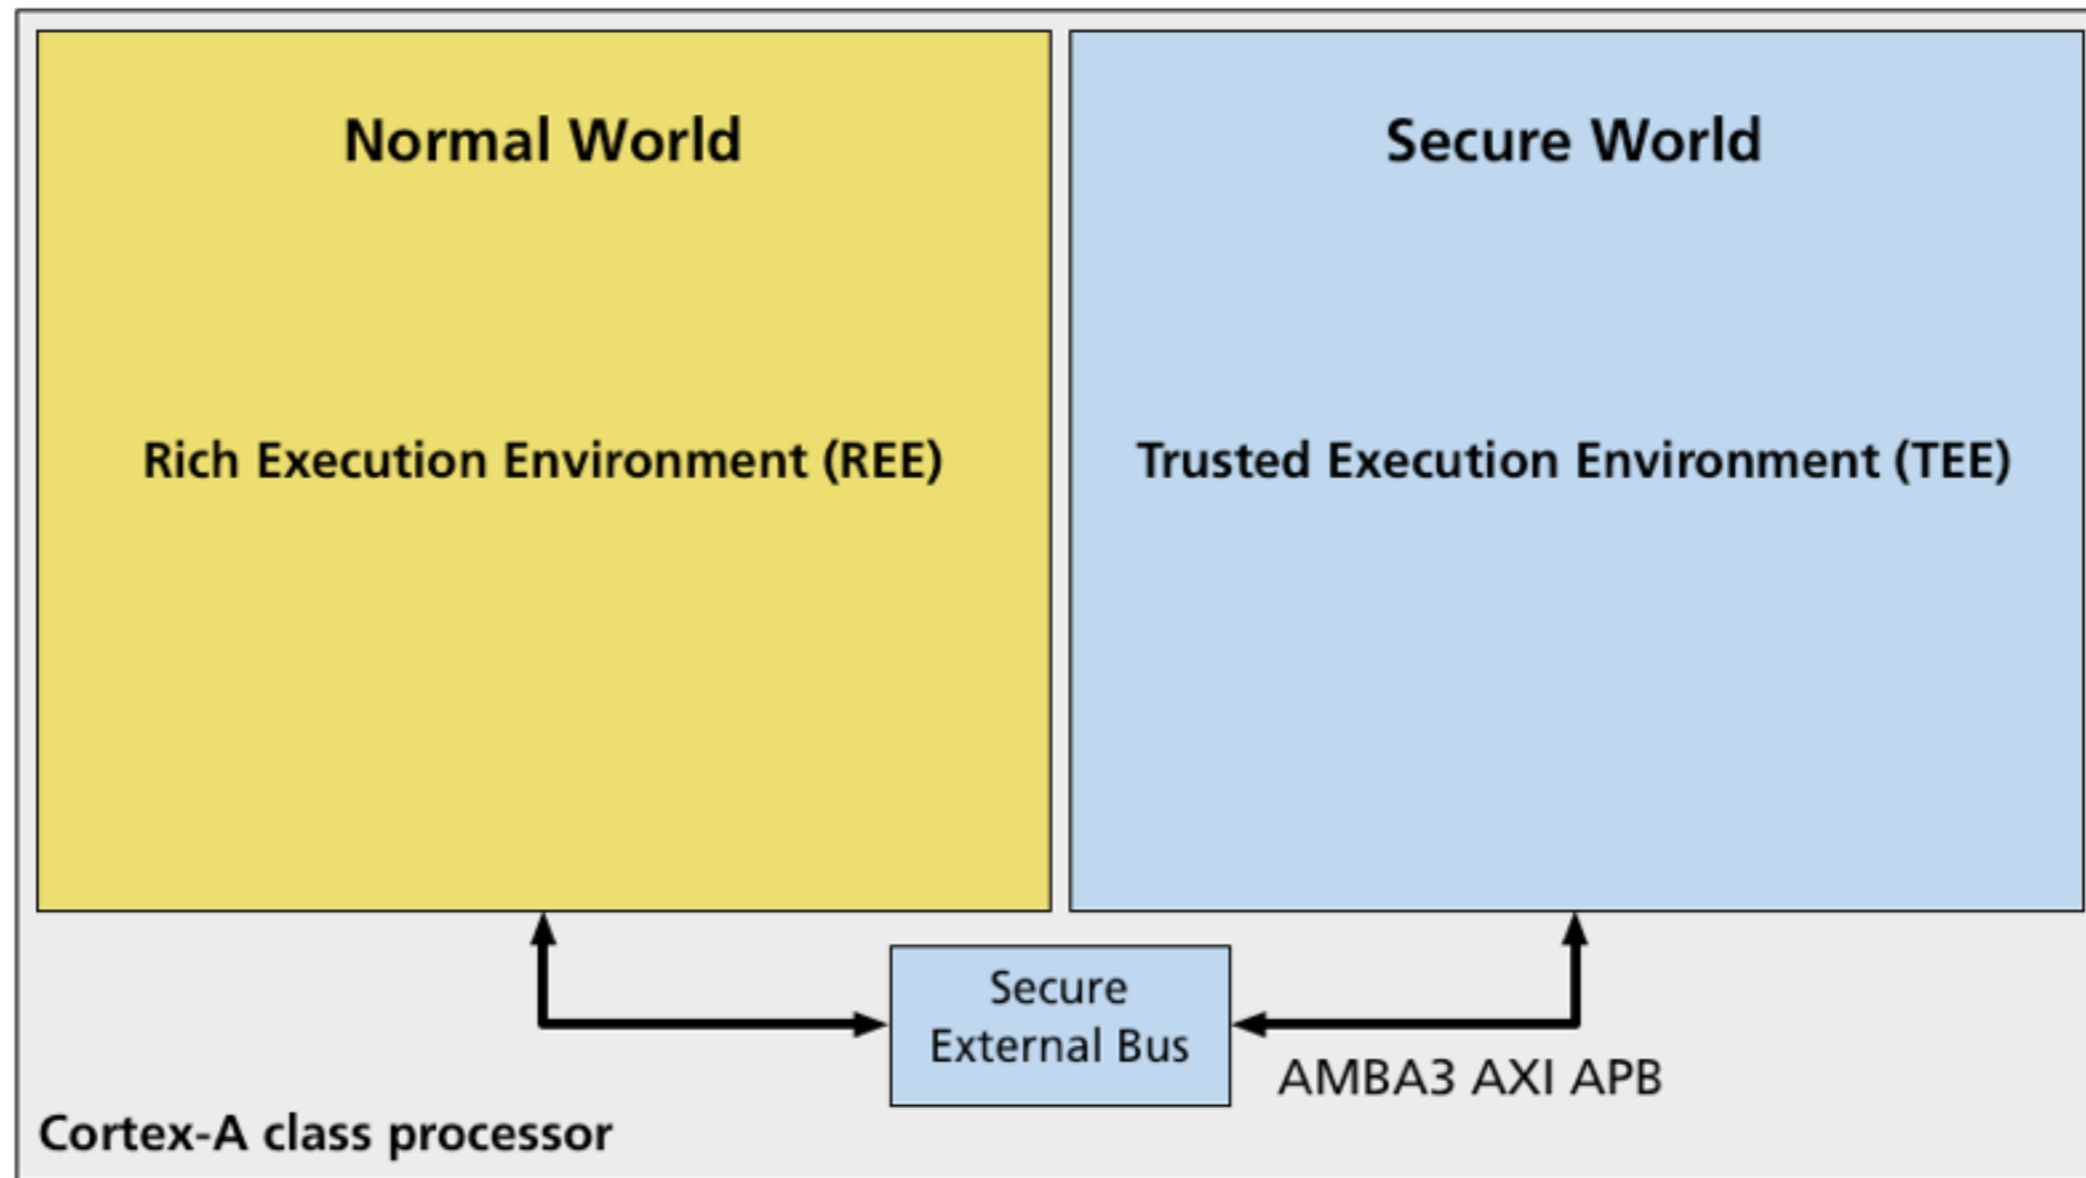 Normal World
Secure World
Rich Execution Environment (REE)
Trusted Execution Environment (TEE)
Secure
External Bus
AMBA3 AXI APB
Cortex-A class processor